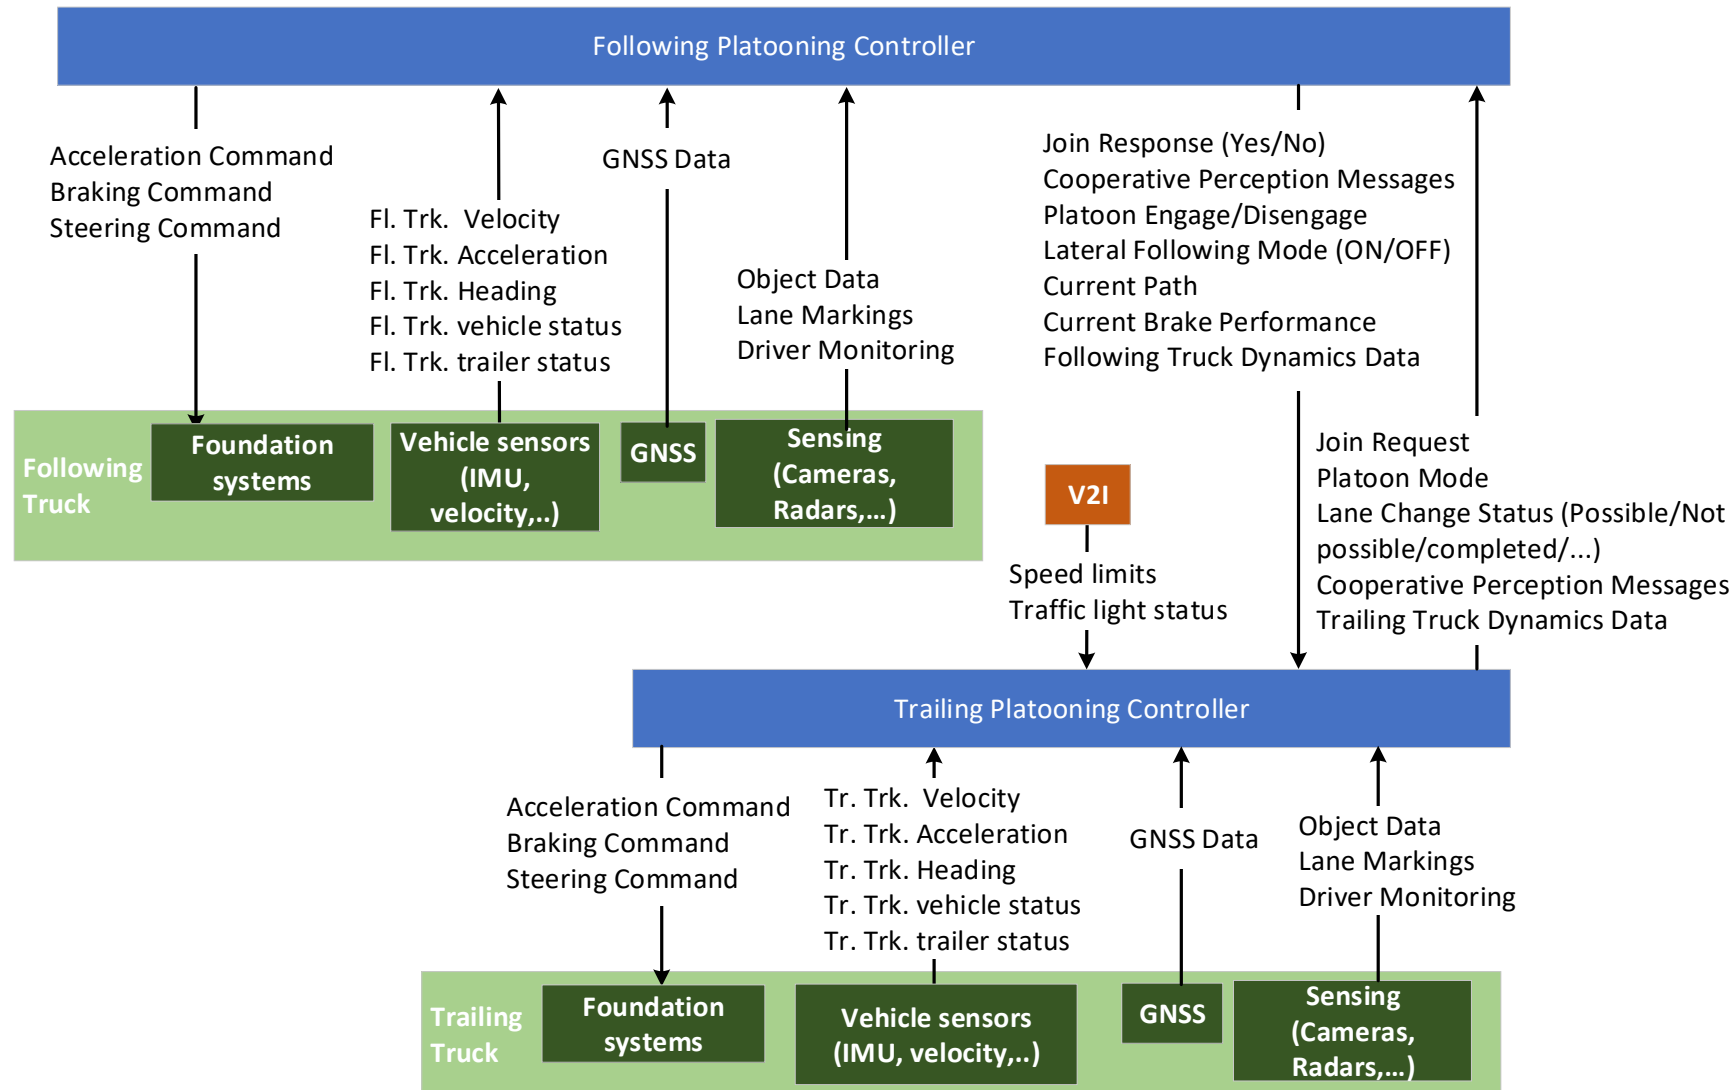 Following Platooning Controller
Acceleration Command
Braking Command
Steering Command
Fl. Trk.  Velocity
Fl. Trk. Acceleration
Fl. Trk. Heading
Fl. Trk. vehicle status
Fl. Trk. trailer status
GNSS Data
Object Data
Lane Markings
Driver Monitoring
Join Response (Yes/No)
Cooperative Perception Messages
Platoon Engage/Disengage
Lateral Following Mode (ON/OFF)
Current Path
Current Brake Performance
Following Truck Dynamics Data
Following
Truck
Foundation
systems
Vehicle sensors
(IMU,
velocity,..)
GNSS
Sensing
(Cameras,
Radars,...)
V2I
Speed limits
Traffic light status
Join Request
Platoon Mode
Lane Change Status (Possible/Not
possible/completed/...)
Cooperative Perception Messages
Trailing Truck Dynamics Data
Trailing Platooning Controller
Acceleration Command
Braking Command
Steering Command
Tr. Trk.  Velocity
Tr. Trk. Acceleration
Tr. Trk. Heading
Tr. Trk. vehicle status
Tr. Trk. trailer status
GNSS Data
Object Data
Lane Markings
Driver Monitoring
Trailing
Truck
Foundation
systems
Vehicle sensors
(IMU, velocity,..)
GNSS
Sensing
(Cameras,
Radars,...)